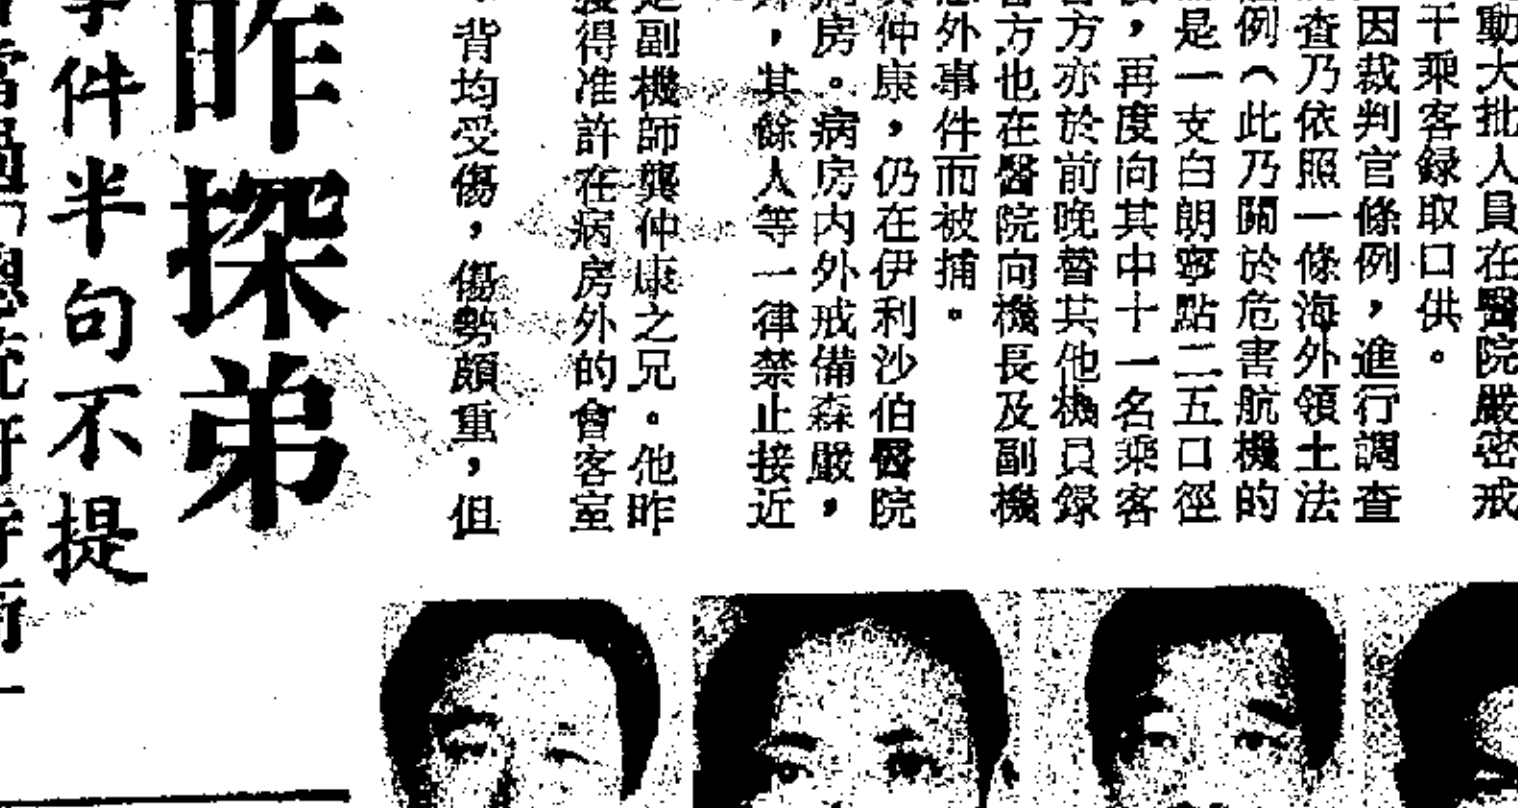 動大批人員在醫院嚴密戒
干乘客録取口供。
因裁判官條例，進行調查
查乃依照一條海外領土法
例（此乃關於危害航機的
是一支白朗寧點二五口徑
，再度向其中十一名乘客
方亦於前晚替其他機員録
方也在醫院向機長及副機
外事件而被捕。
仲康，仍在伊利沙伯醫院
房。病房内外戒備森嚴，
，其餘人等一律禁止接近
副機師龔仲康之兄。他昨
得准許在病房外的會客室
背均受傷，傷勢頗重，但
昨探弟
事件半句不提